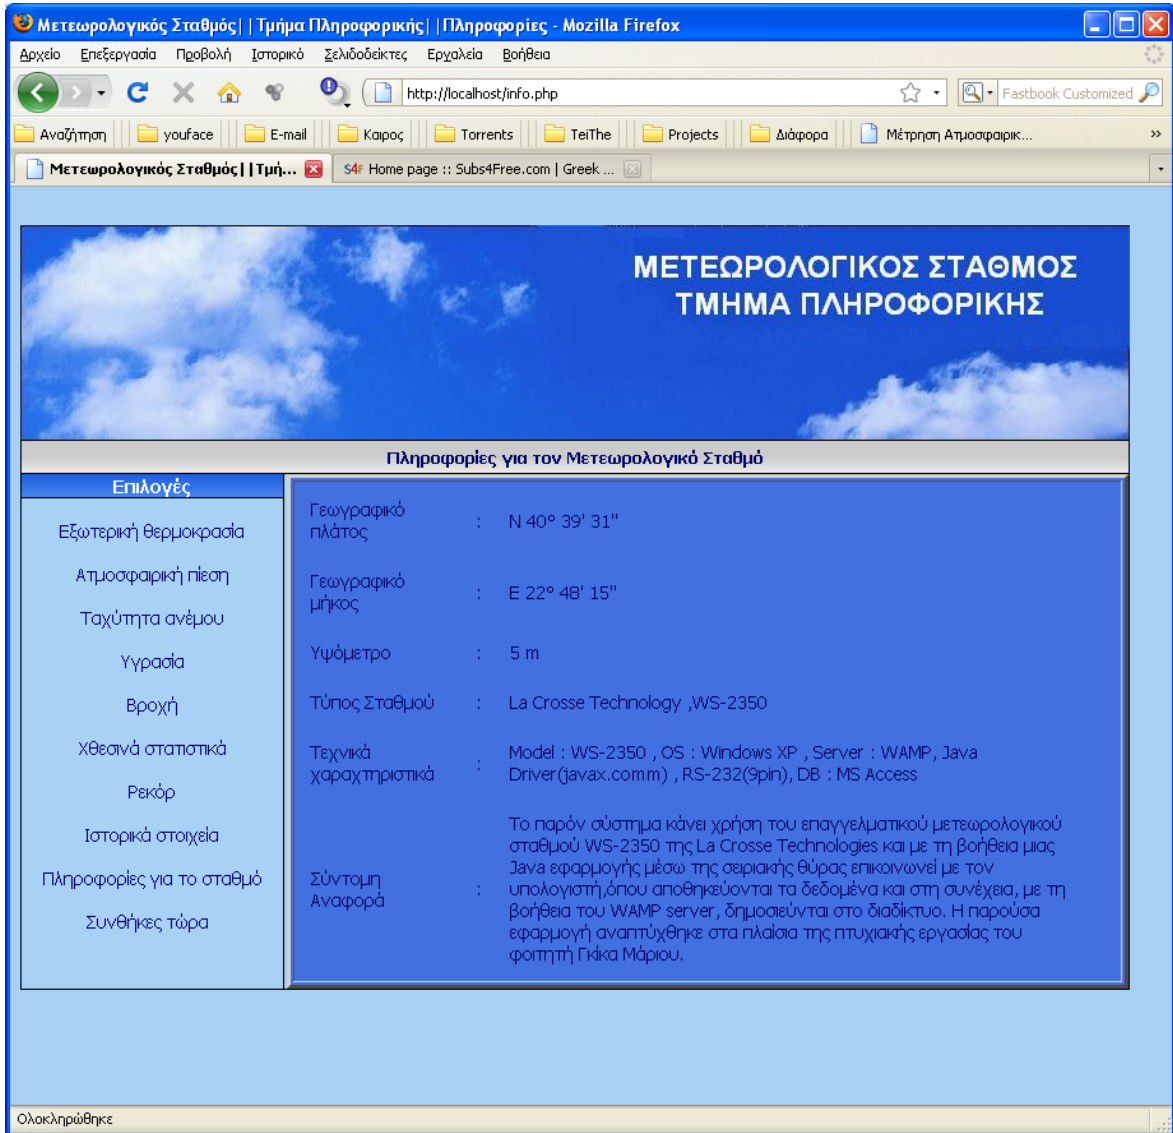 Μετεωρολογικός Σταθμός||Τμήμα Πληροφορικής||Πληροφορίες - Mozilla Firefox
Αρχείο Επεξεργασία Προβολή Ιστορικό Σελιδοδείκτες Εργαλεία Βοήθεια
http://localhost/info.php
Fastbook Customized
Αναζήτηση youface E-mail Καιρος Torrents TeiThe Projects Διάφορα Μέτρηση Ατμοσφαιρικ... »
Μετεωρολογικός Σταθμός||Τμή... S4F Home page :: Subs4Free.com | Greek ...
ΜΕΤΕΩΡΟΛΟΓΙΚΟΣ ΣΤΑΘΜΟΣ
ΤΜΗΜΑ ΠΛΗΡΟΦΟΡΙΚΗΣ
Πληροφορίες για τον Μετεωρολογικό Σταθμό
Επιλογές
Εξωτερική θερμοκρασία
Ατμοσφαιρική πίεση
Ταχύτητα ανέμου
Υγρασία
Βροχή
Χθεσινά στατιστικά
Ρεκόρ
Ιστορικά στοιχεία
Πληροφορίες για το σταθμό
Συνθήκες τώρα
Γεωγραφικό
πλάτος
: N 40° 39' 31"
Γεωγραφικό
μήκος
: E 22° 48' 15"
Υψόμετρο : 5 m
Τύπος Σταθμού : La Crosse Technology ,WS-2350
Τεχνικά
χαραχτηριστικά
:
Model : WS-2350 , OS : Windows XP , Server : WAMP, Java
Driver(javax.comm) , RS-232(9pin), DB : MS Access
Σύντομη
Αναφορά
:
Το παρόν σύστημα κάνει χρήση του επαγγελματικού μετεωρολογικού
σταθμού WS-2350 της La Crosse Technologies και με τη βοήθεια μιας
Java εφαρμογής μέσω της σειριακής θύρας επικοινωνεί με τον
υπολογιστή,όπου αποθηκεύονται τα δεδομένα και στη συνέχεια, με τη
βοήθεια του WAMP server, δημοσιεύνται στο διαδίκτυο. Η παρούσα
εφαρμογή αναπτύχθηκε στα πλαίσια της πτυχιακής εργασίας του
φοιτητή Γκίκα Μάριου.
Ολοκληρώθηκε